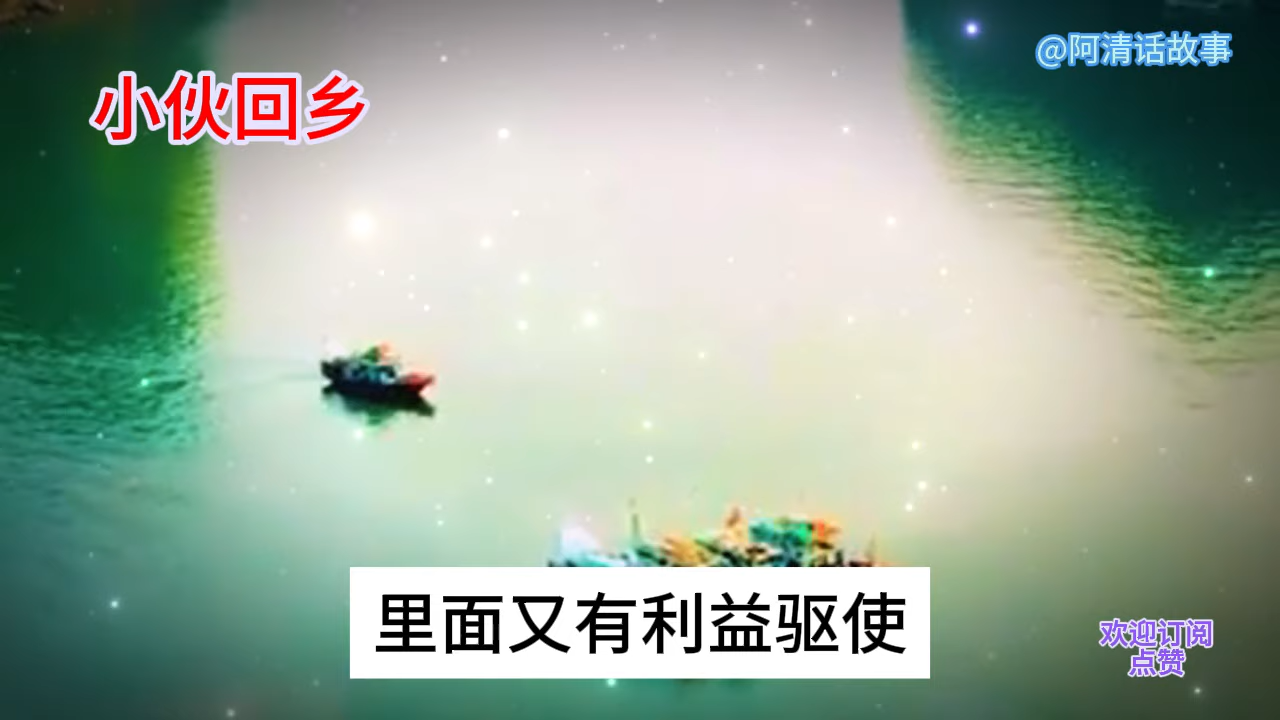 @阿清话故事
小伙回乡
里面又有利益驱使
欢迎订阅
点赞